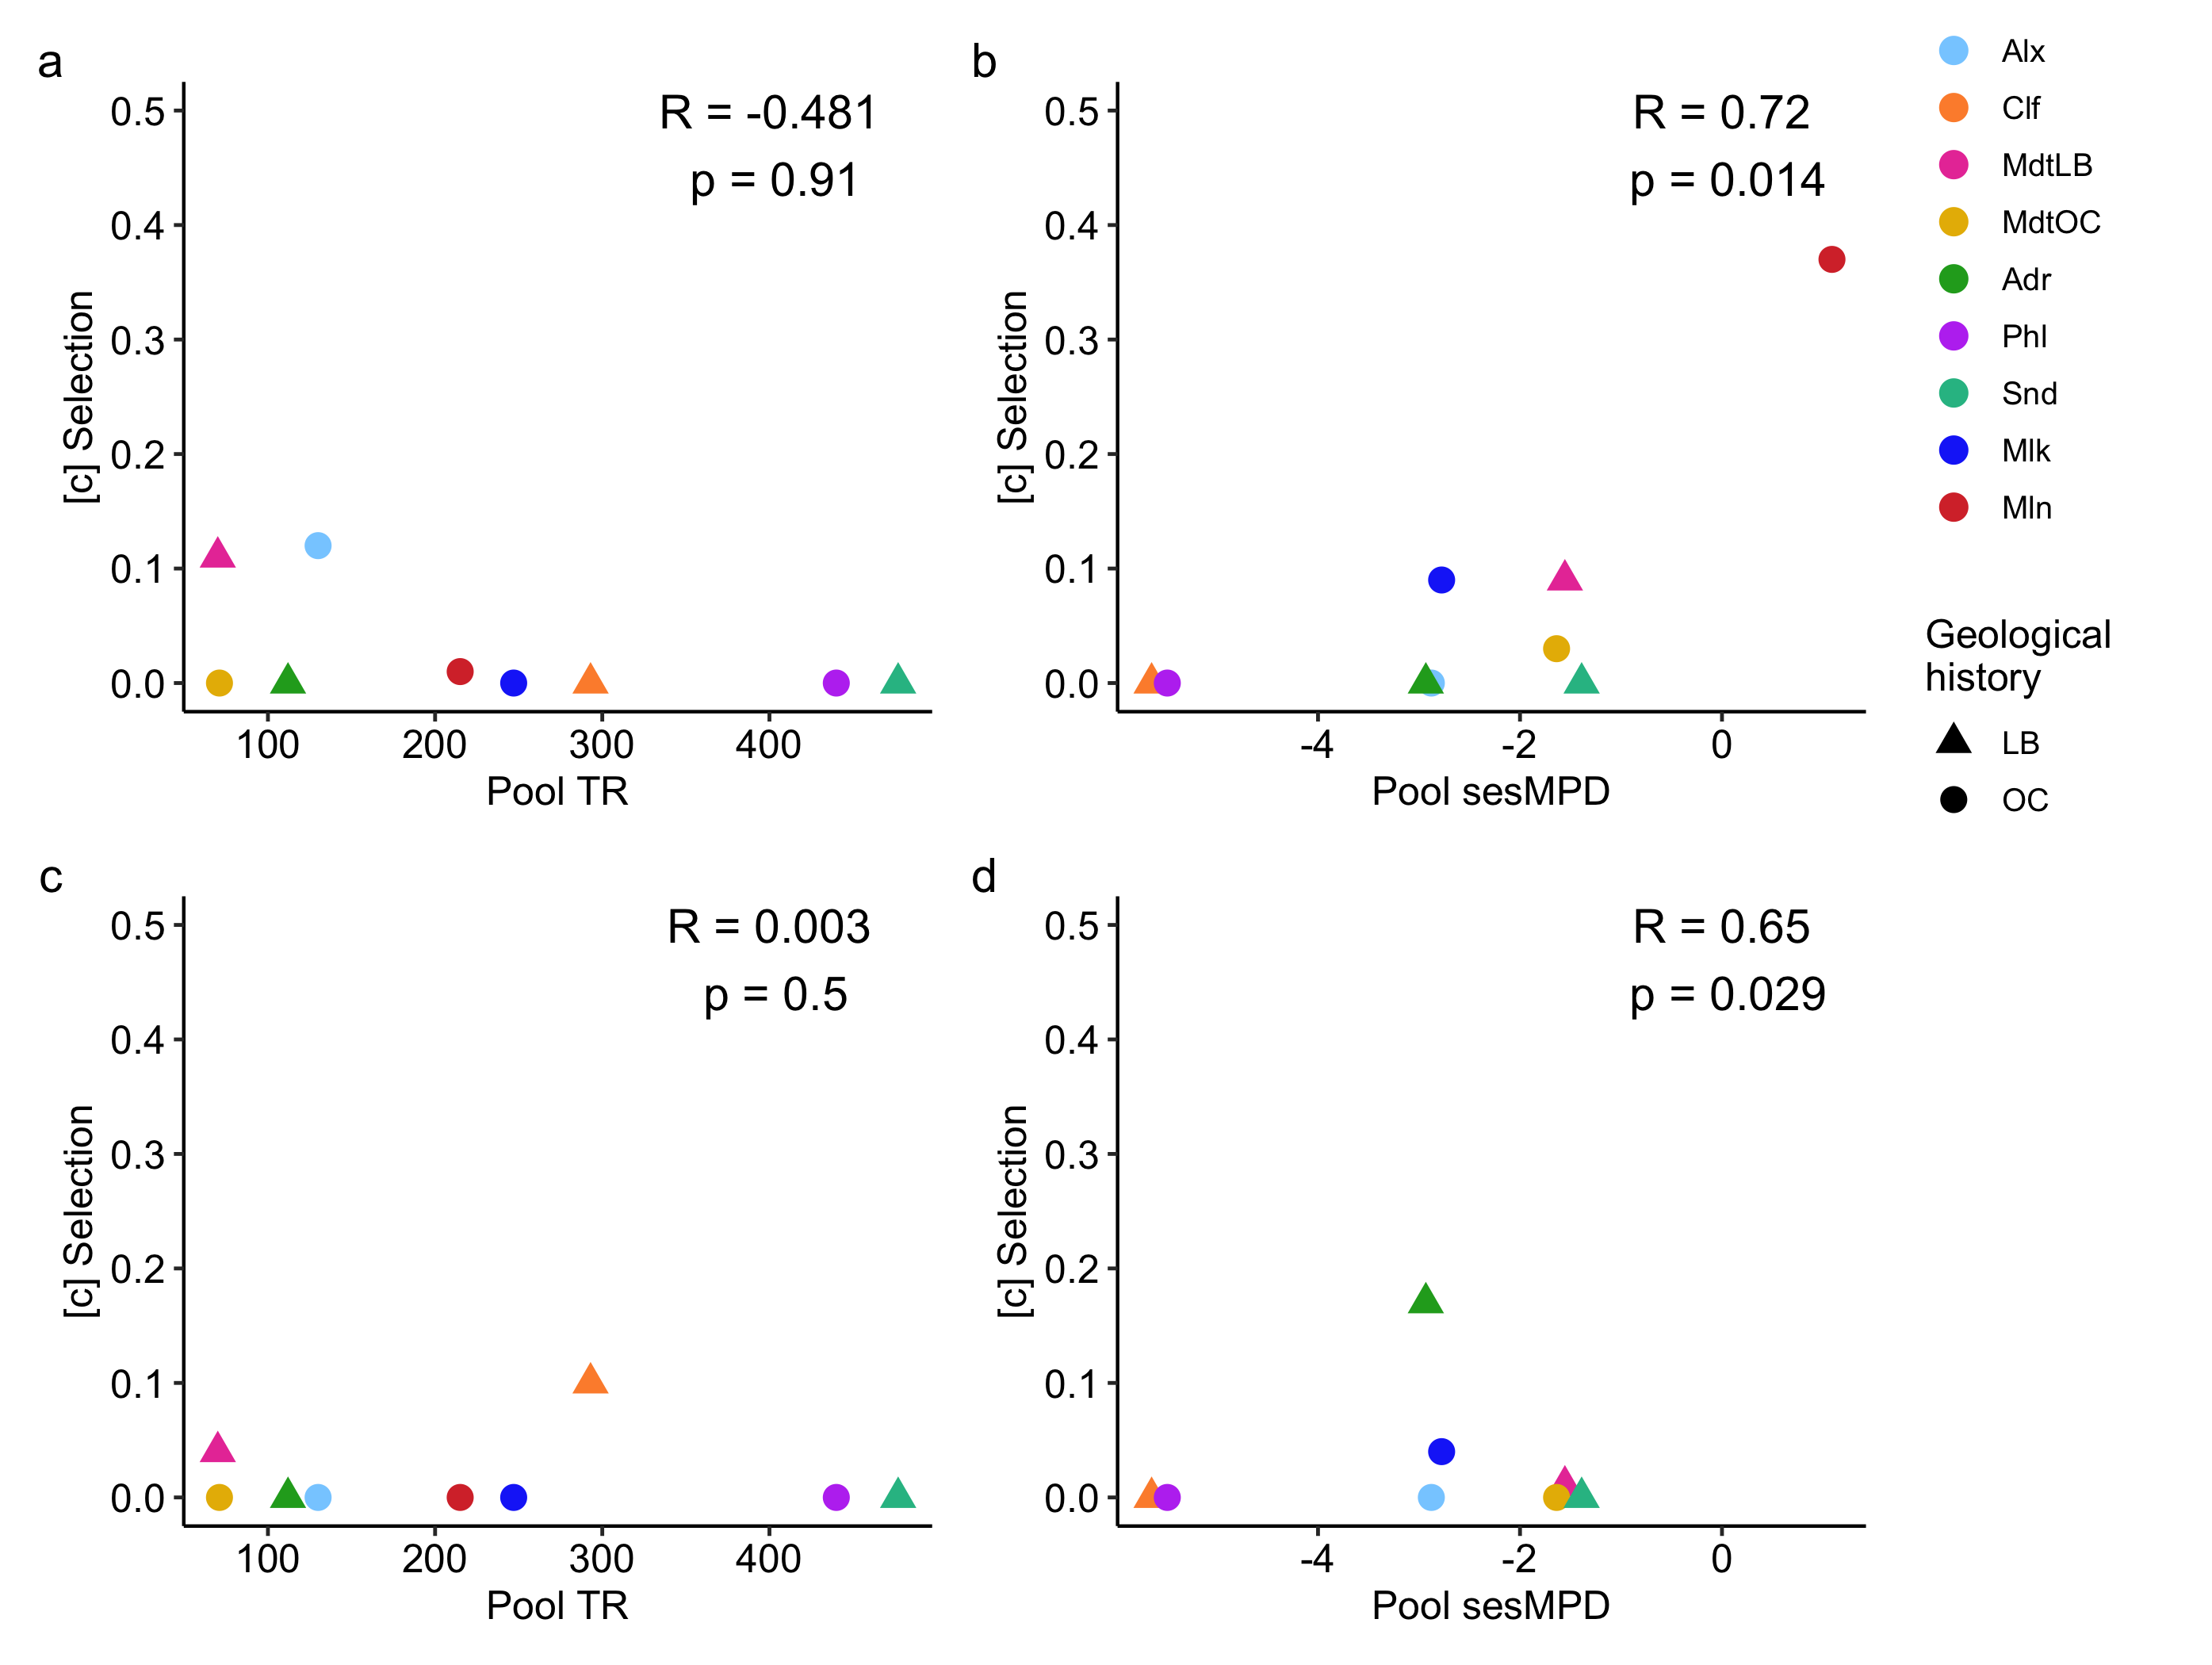 a
R = -0.481
p = 0.91
0.5
0.4
0.3
0.2
0.1
0.0
[c] Selection
100 200 300 400
Pool TR
b
R = 0.72
p = 0.014
0.5
0.4
0.3
0.2
0.1
0.0
[c] Selection
-4 -2 0
Pool sesMPD
Alx
Clf
MdtLB
MdtOC
Adr
Phl
Snd
Mlk
Mln
Geological
history
LB
OC
c
R = 0.003
p = 0.5
0.5
0.4
0.3
0.2
0.1
0.0
[c] Selection
100 200 300 400
Pool TR
d
R = 0.65
p = 0.029
0.5
0.4
0.3
0.2
0.1
0.0
[c] Selection
-4 -2 0
Pool sesMPD